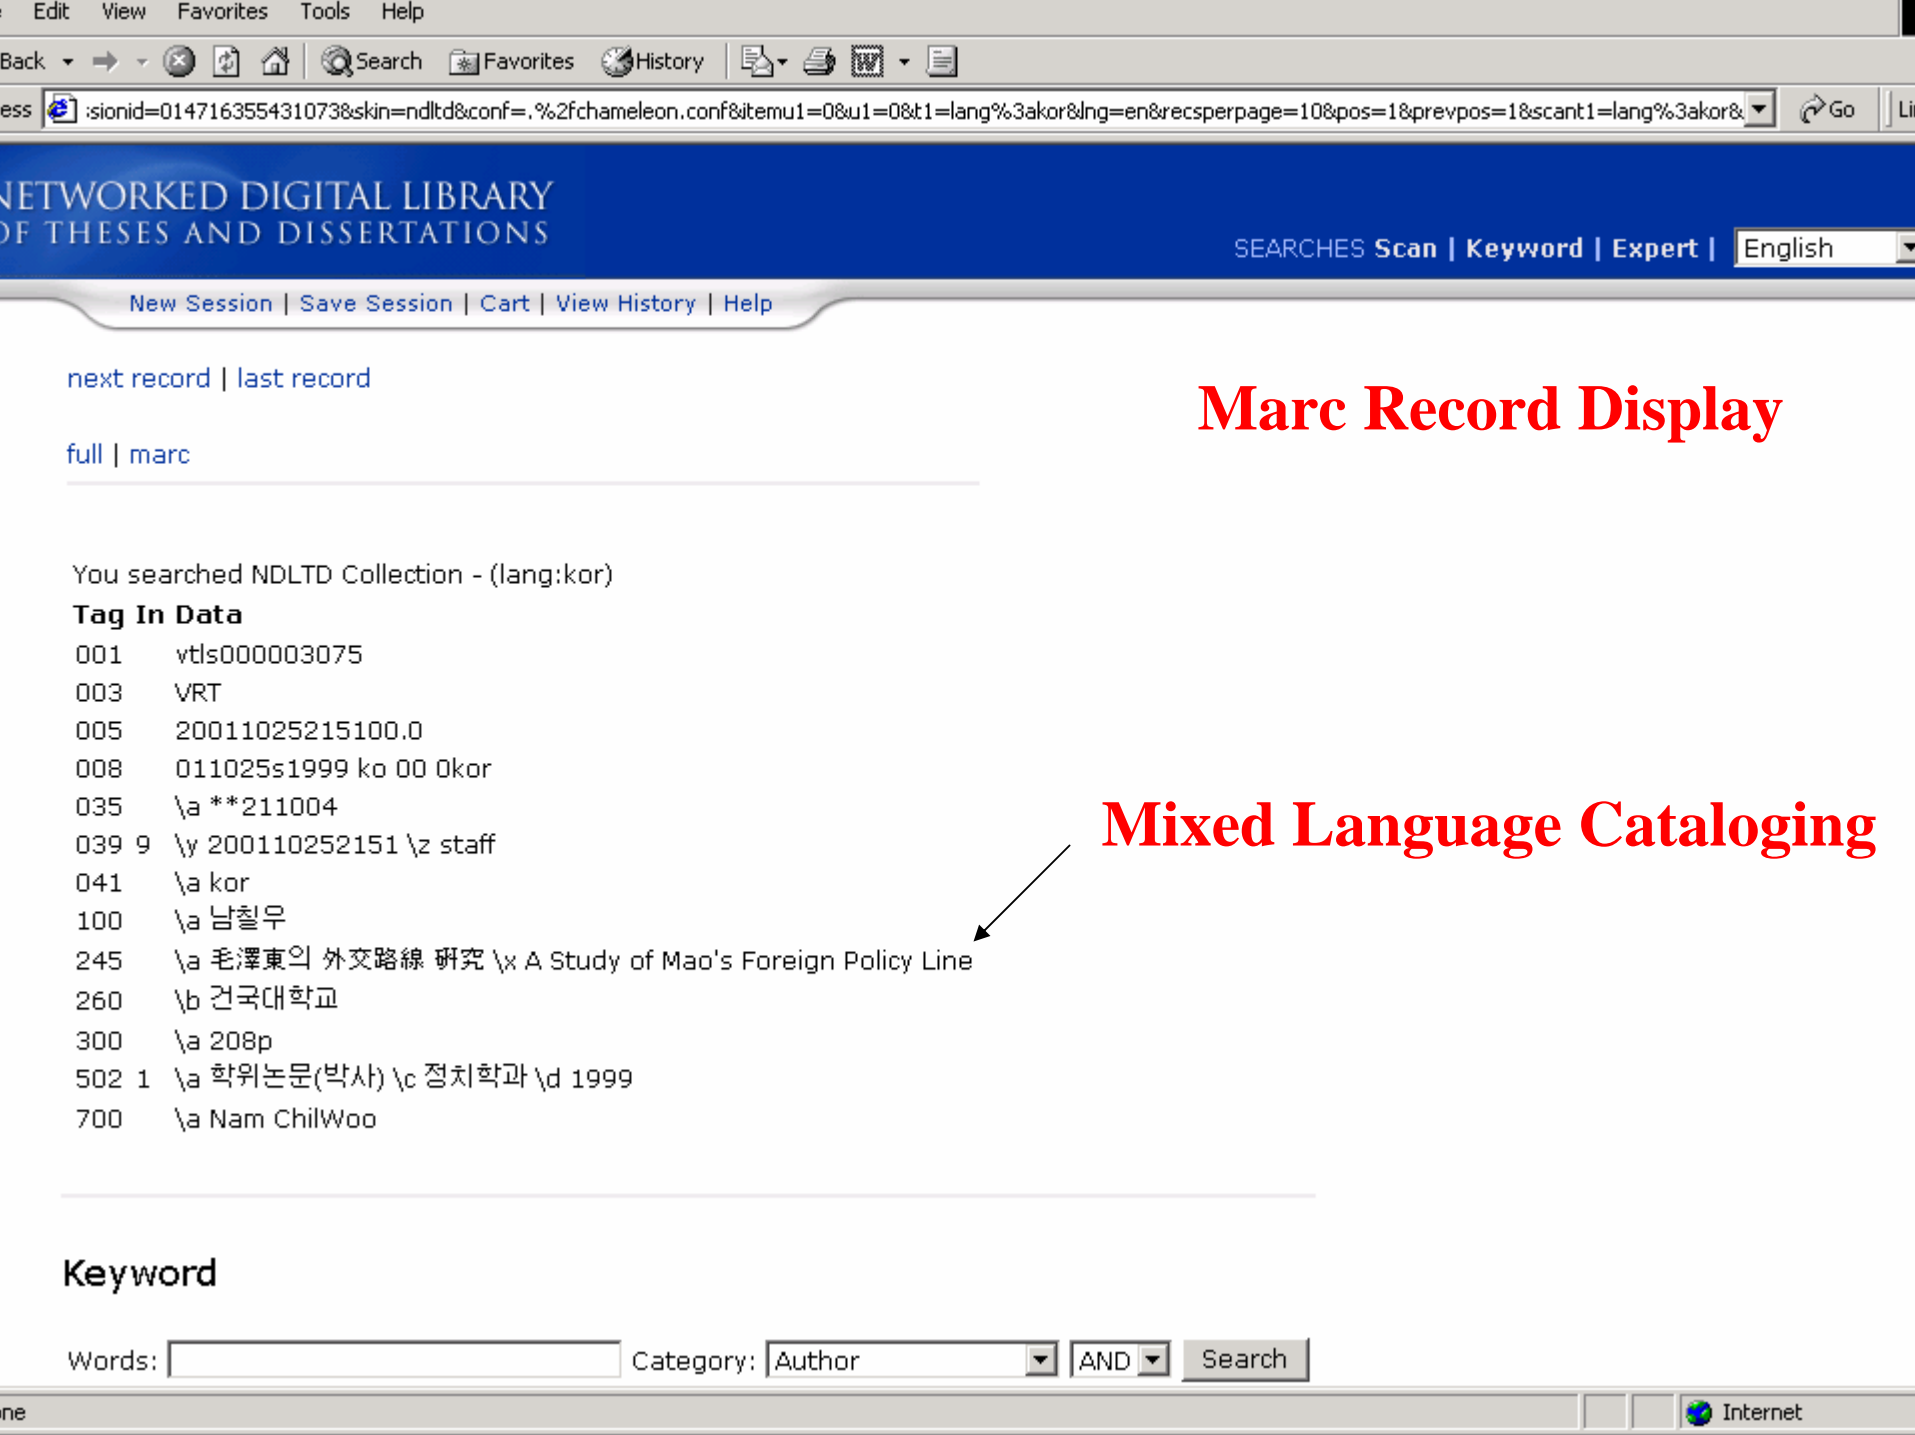 Edit View Favorites Tools Help
Back Search Favorites History
ess :sionid=014716355431073&skin=ndltd&conf=.%2fchameleon.conf&itemu1=0&u1=0&t1=lang%3akor&lng=en&recsperpage=10&pos=1&prevpos=1&scant1=lang%3akor& Go Li
NETWORKED DIGITAL LIBRARY
OF THESES AND DISSERTATIONS
SEARCHES Scan | Keyword | Expert | English
New Session | Save Session | Cart | View History | Help
next record | last record
Marc Record Display
full | marc
You searched NDLTD Collection - (lang:kor)
Tag In Data
001 vtls000003075
003 VRT
005 20011025215100.0
008 011025s1999 ko 00 0kor
035 \a **211004
Mixed Language Cataloging
039 9 \y 200110252151 \z staff
041 \a kor
100 \a 남칠우
245 \a 毛澤東의 外交路線 硏究 \x A Study of Mao's Foreign Policy Line
260 \b 건국대학교
300 \a 208p
502 1 \a 학위논문(박사) \c 정치학과 \d 1999
700 \a Nam ChilWoo
Keyword
Words: Category: Author AND Search
one Internet